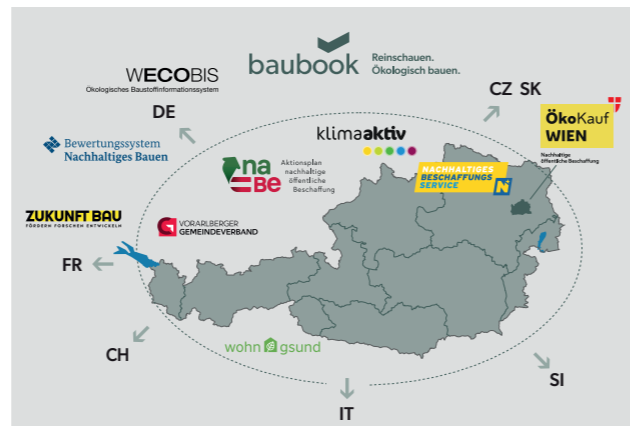 baubook
Reinschauen.
Ökologisch bauen.
WECOBIS
Ökologisches Baustoffinformationssystem
DE
CZ SK
ÖkoKauf
WIEN
Nachhaltige
öffentliche Beschaffung
klimaaktiv
Bewertungssystem
Nachhaltiges Bauen
na
Be
Aktionsplan
nachhaltige
öffentliche
Beschaffung
NACHHALTIGES
BESCHAFFUNGS
SERVICE
N
ZUKUNFT BAU
FÖRDERN FORSCHEN ENTWICKELN
VORARLBERGER
GEMEINDEVERBAND
FR
CH
wohn gsund
IT
SI